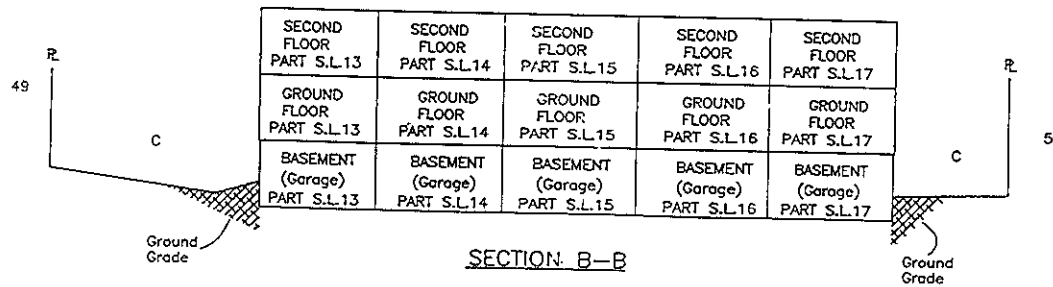 SECOND
FLOOR
PART S.L.13
SECOND
FLOOR
PART S.L.14
SECOND
FLOOR
PART S.L.15
SECOND
FLOOR
PART S.L.16
SECOND
FLOOR
PART S.L.17
PL
49
C
GROUND
FLOOR
PART S.L.13
GROUND
FLOOR
PART S.L.14
GROUND
FLOOR
PART S.L.15
GROUND
FLOOR
PART S.L.16
GROUND
FLOOR
PART S.L.17
PL
C
5
BASEMENT
(Garage)
PART S.L.13
BASEMENT
(Garage)
PART S.L.14
BASEMENT
(Garage)
PART S.L.15
BASEMENT
(Garage)
PART S.L.16
BASEMENT
(Garage)
PART S.L.17
Ground
Grade
SECTION B-B
Ground
Grade